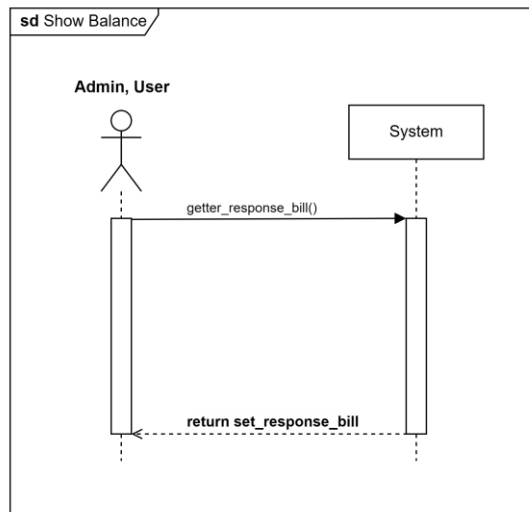 sd Show Balance
Admin, User
System
getter_response_bill()
return set_response_bill